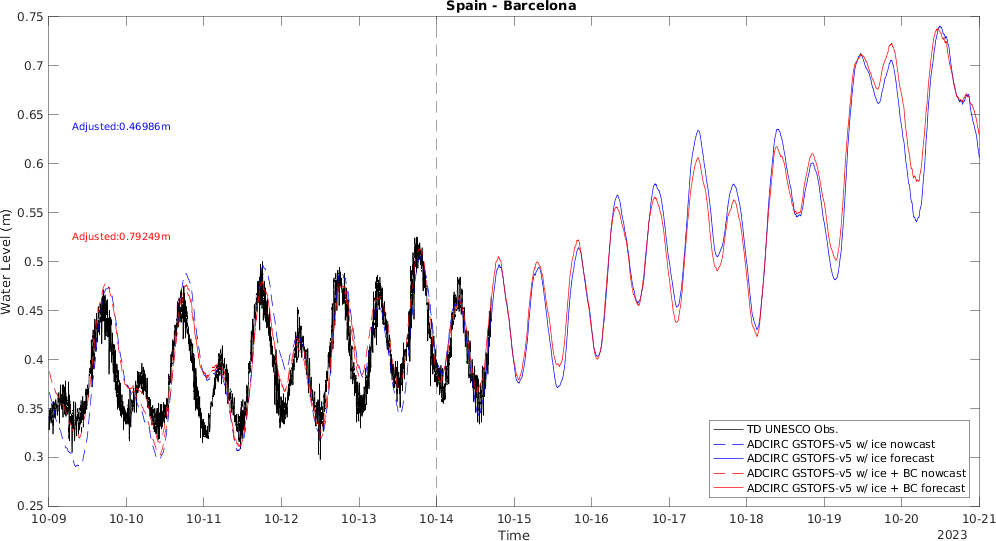 Spain - Barcelona
0.75
0.7
0.65
0.6
0.55
0.5
0.45
0.4
0.35
0.3
0.25
Water Level (m)
Adjusted:0.46986m
Adjusted:0.79249m
TD UNESCO Obs.
ADCIRC GSTOFS-v5 w/ ice nowcast
ADCIRC GSTOFS-v5 w/ ice forecast
ADCIRC GSTOFS-v5 w/ ice + BC nowcast
ADCIRC GSTOFS-v5 w/ ice + BC forecast
10-09 10-10 10-11 10-12 10-13 10-14 10-15 10-16 10-17 10-18 10-19 10-20 10-21
Time
2023